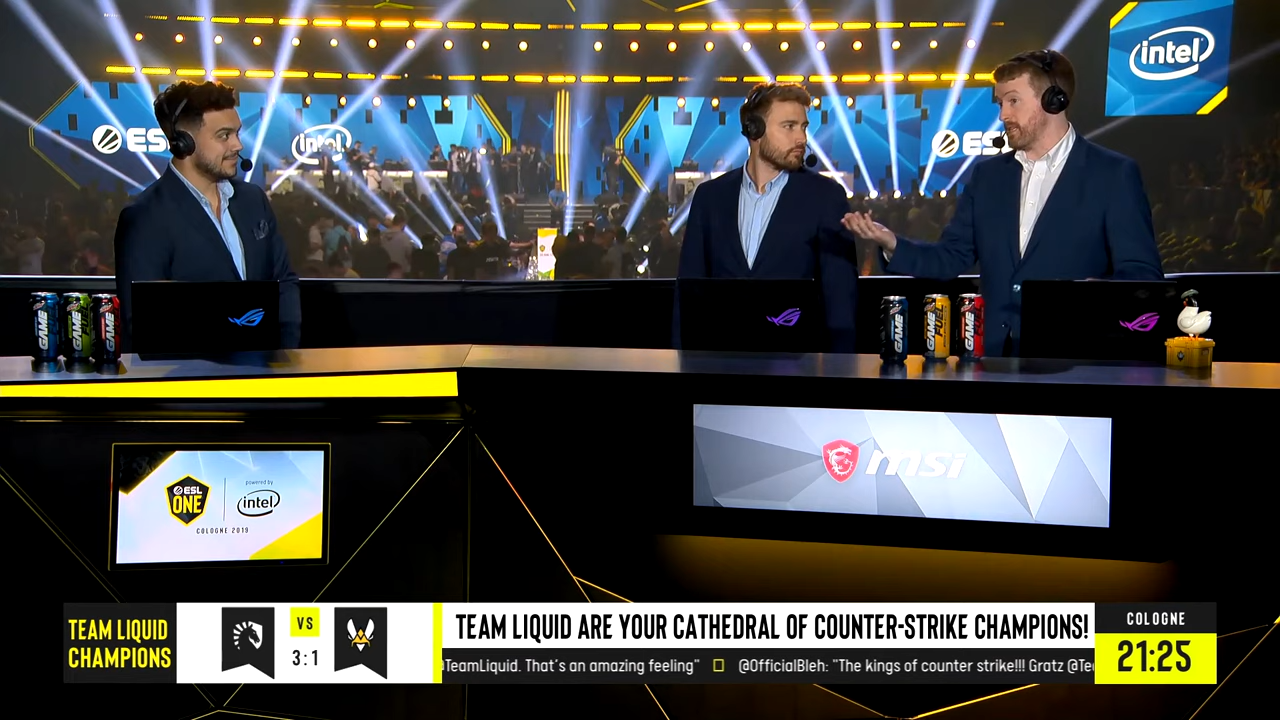 intel
ESL
intel
ESL
GAME
GAME
GAME
GAME
GAME
FUEL
GAME
msi
ESL
ONE
powered by
intel
COLOGNE 2019
TEAM LIQUID
CHAMPIONS
VS
3:1
TEAM LIQUID ARE YOUR CATHEDRAL OF COUNTER-STRIKE CHAMPIONS!
@TeamLiquid. That's an amazing feeling" @OfficialBleh: "The kings of counter strike!!! Gratz @Te
COLOGNE
21:25